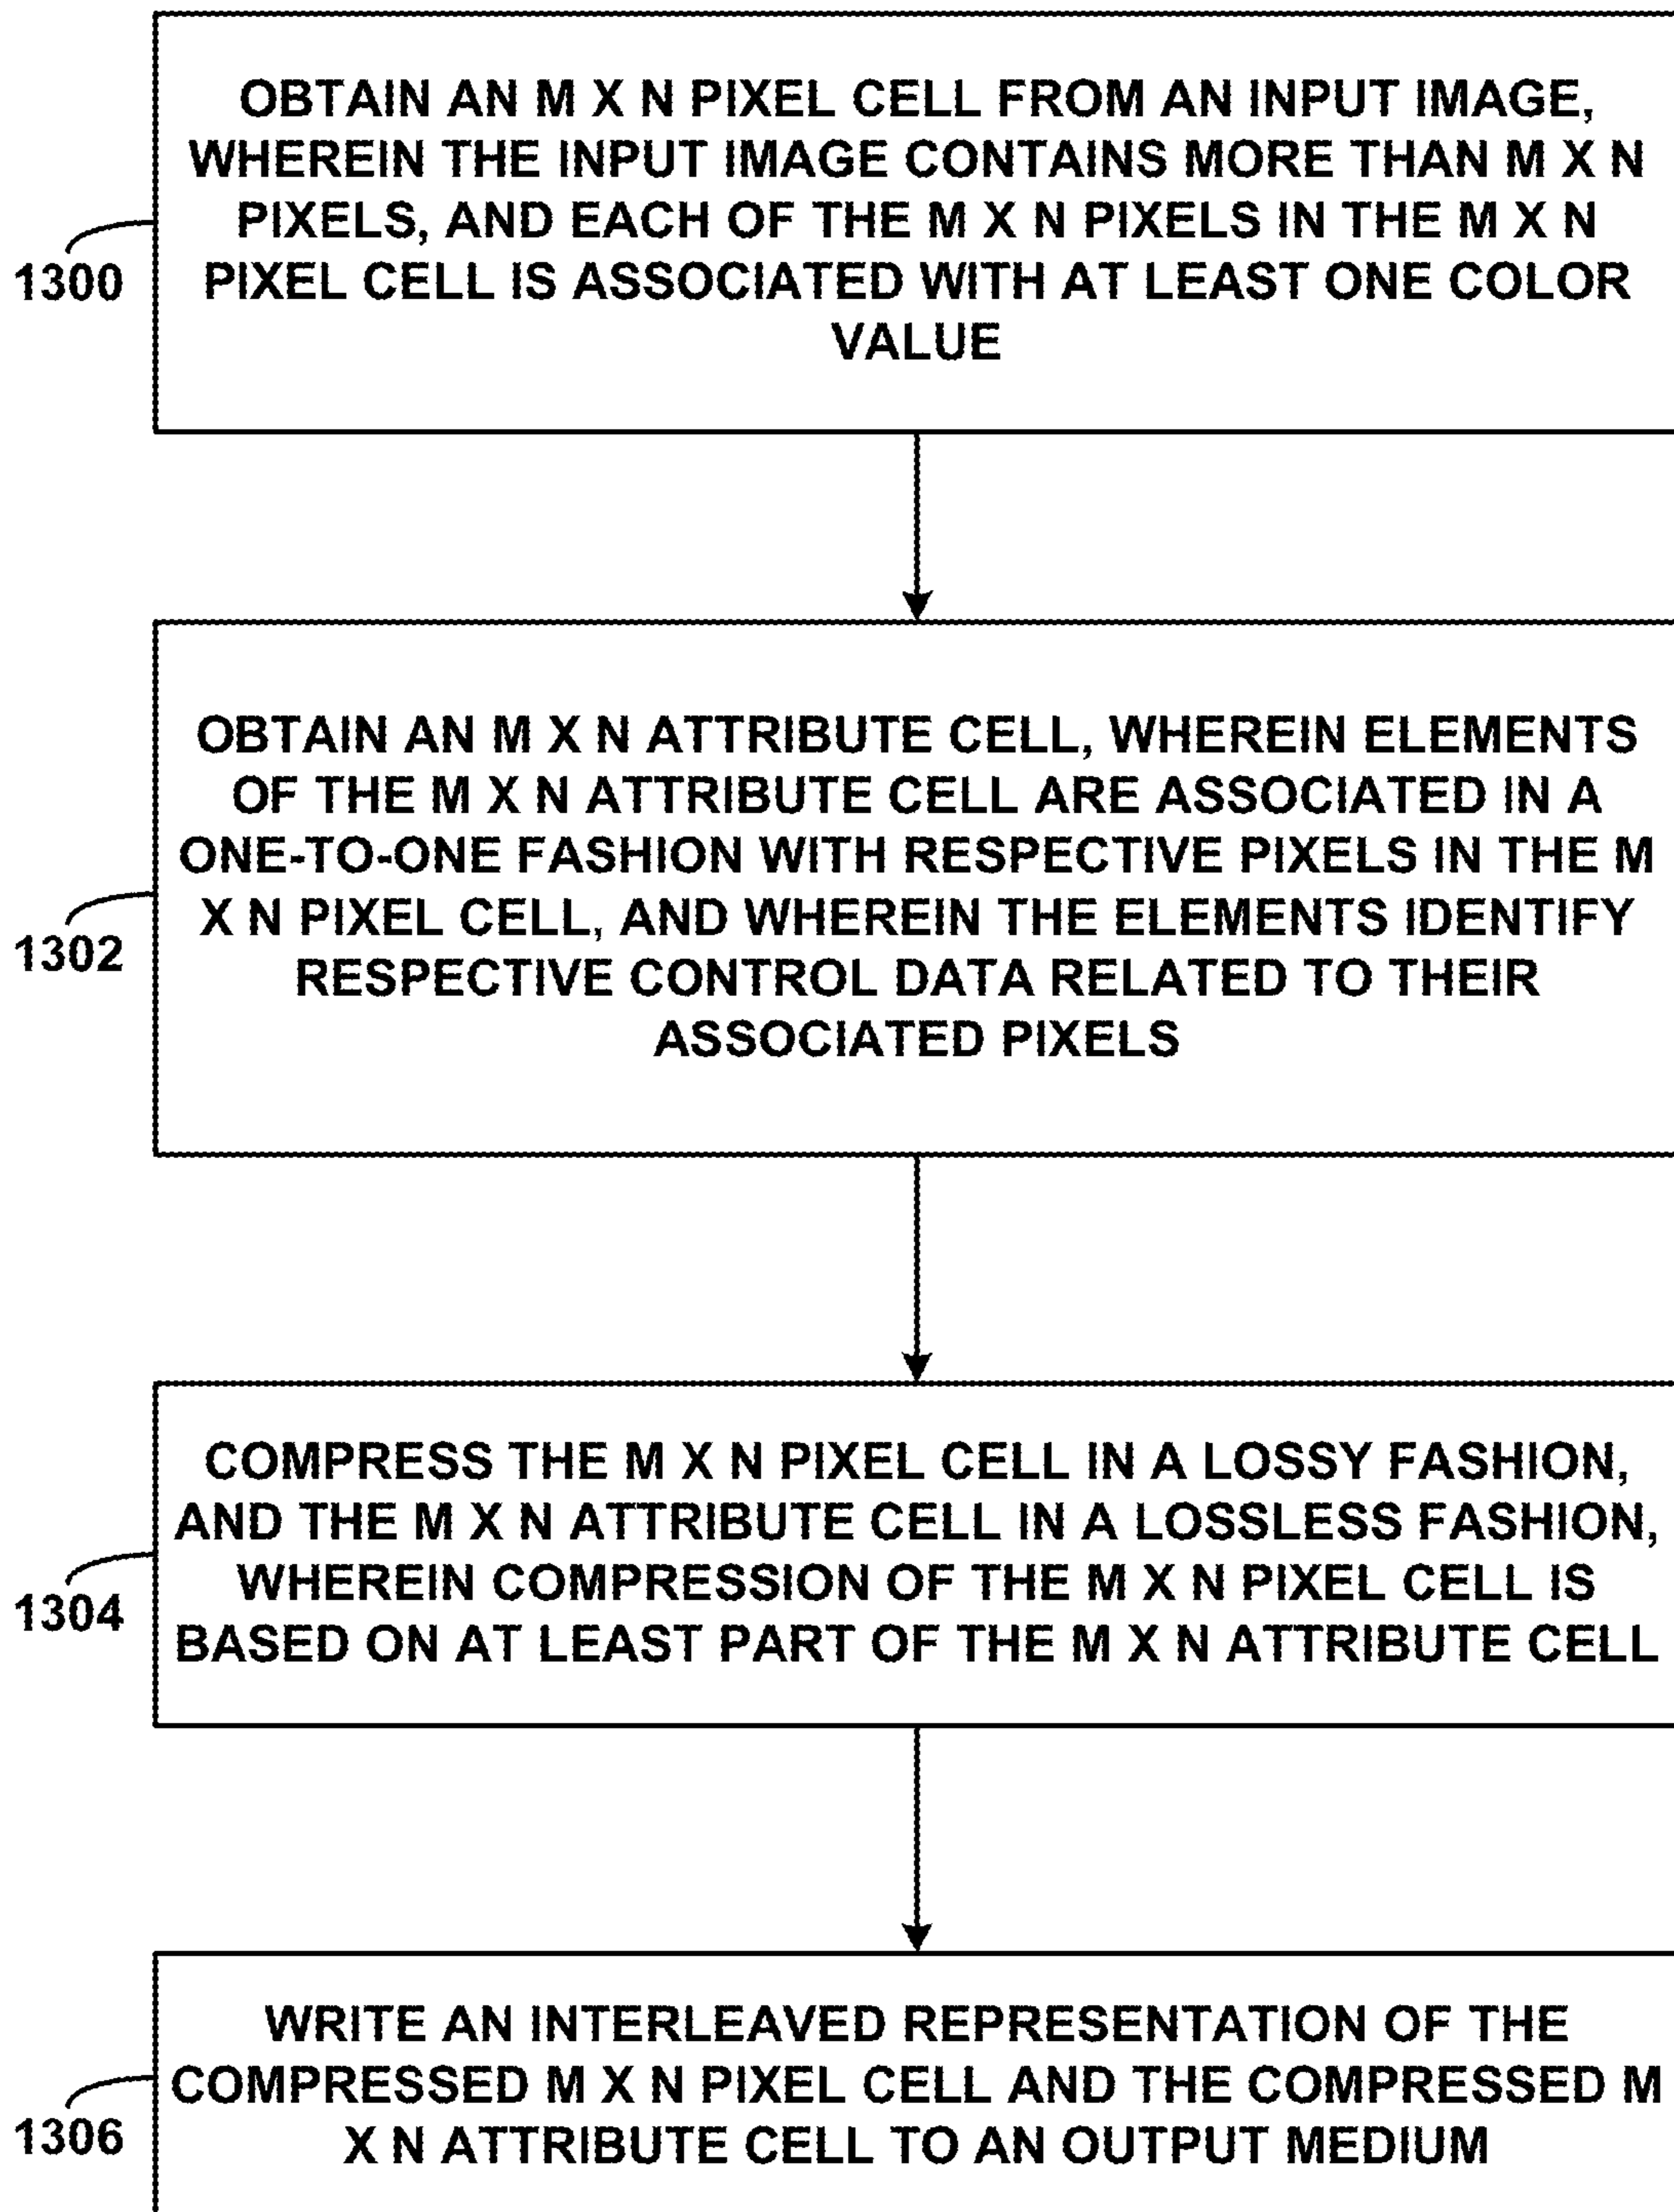 OBTAIN AN M X N PIXEL CELL FROM AN INPUT IMAGE,
WHEREIN THE INPUT IMAGE CONTAINS MORE THAN M X N
PIXELS, AND EACH OF THE M X N PIXELS IN THE M X N
PIXEL CELL IS ASSOCIATED WITH AT LEAST ONE COLOR
VALUE
1300
OBTAIN AN M X N ATTRIBUTE CELL, WHEREIN ELEMENTS
OF THE M X N ATTRIBUTE CELL ARE ASSOCIATED IN A
ONE-TO-ONE FASHION WITH RESPECTIVE PIXELS IN THE M
X N PIXEL CELL, AND WHEREIN THE ELEMENTS IDENTIFY
RESPECTIVE CONTROL DATA RELATED TO THEIR
ASSOCIATED PIXELS
1302
COMPRESS THE M X N PIXEL CELL IN A LOSSY FASHION,
AND THE M X N ATTRIBUTE CELL IN A LOSSLESS FASHION,
WHEREIN COMPRESSION OF THE M X N PIXEL CELL IS
BASED ON AT LEAST PART OF THE M X N ATTRIBUTE CELL
1304
WRITE AN INTERLEAVED REPRESENTATION OF THE
COMPRESSED M X N PIXEL CELL AND THE COMPRESSED M
X N ATTRIBUTE CELL TO AN OUTPUT MEDIUM
1306